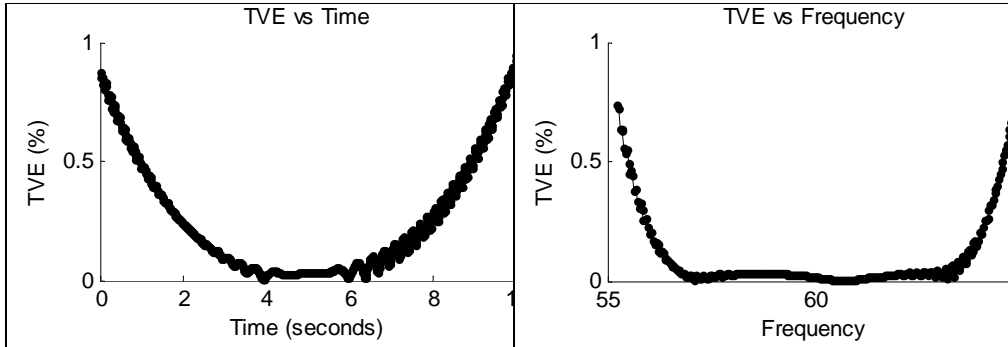 TVE vs Time
1
0.5
0
TVE (%)
0 2 4 6 8 1
Time (seconds)
TVE vs Frequency
1
0.5
0
TVE (%)
55 60
Frequency